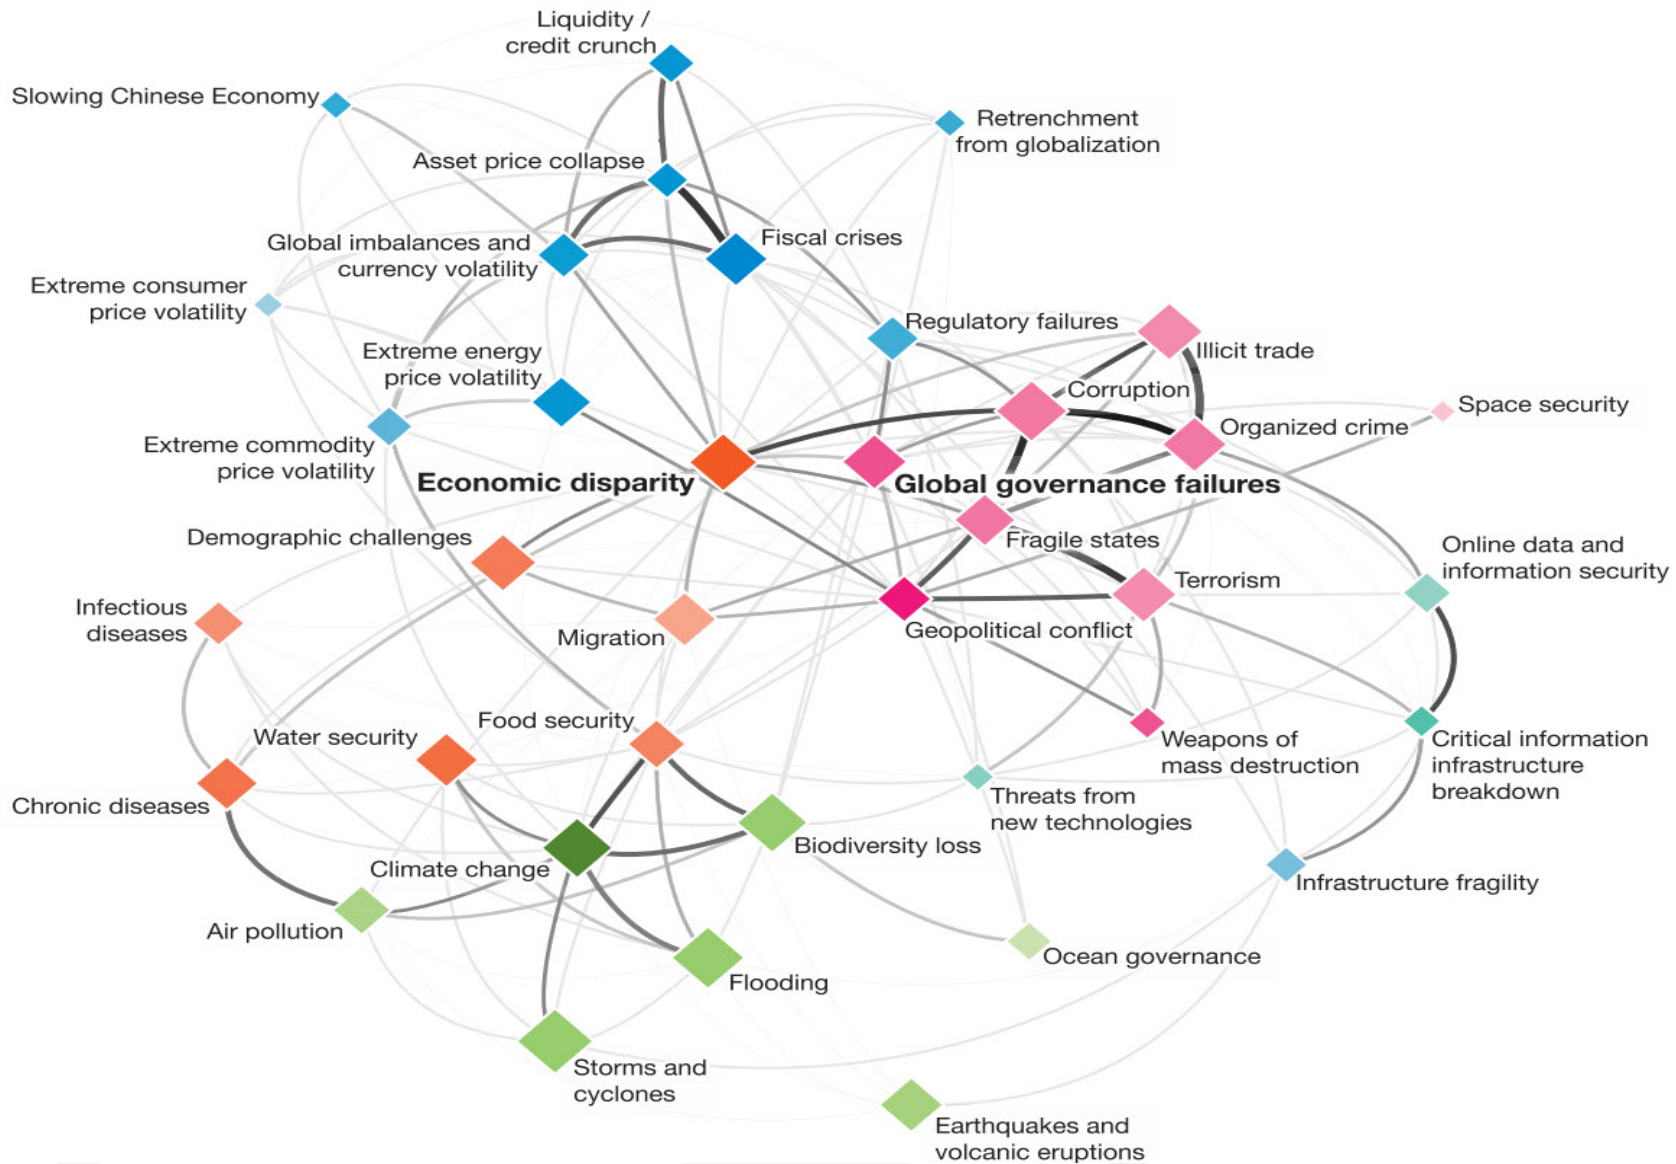 Liquidity /
credit crunch
Slowing Chinese Economy
Retrenchment
from globalization
Asset price collapse
Fiscal crises
Global imbalances and
currency volatility
Extreme consumer
price volatility
Regulatory failures
Illicit trade
Extreme energy
price volatility
Corruption
Space security
Organized crime
Extreme commodity
price volatility
Economic disparity
Global governance failures
Demographic challenges
Fragile states
Online data and
information security
Terrorism
Infectious
diseases
Migration
Geopolitical conflict
Food security
Water security
Weapons of
mass destruction
Critical information
infrastructure
breakdown
Chronic diseases
Threats from
new technologies
Biodiversity loss
Climate change
Infrastructure fragility
Air pollution
Ocean governance
Flooding
Storms and
cyclones
Earthquakes and
volcanic eruptions